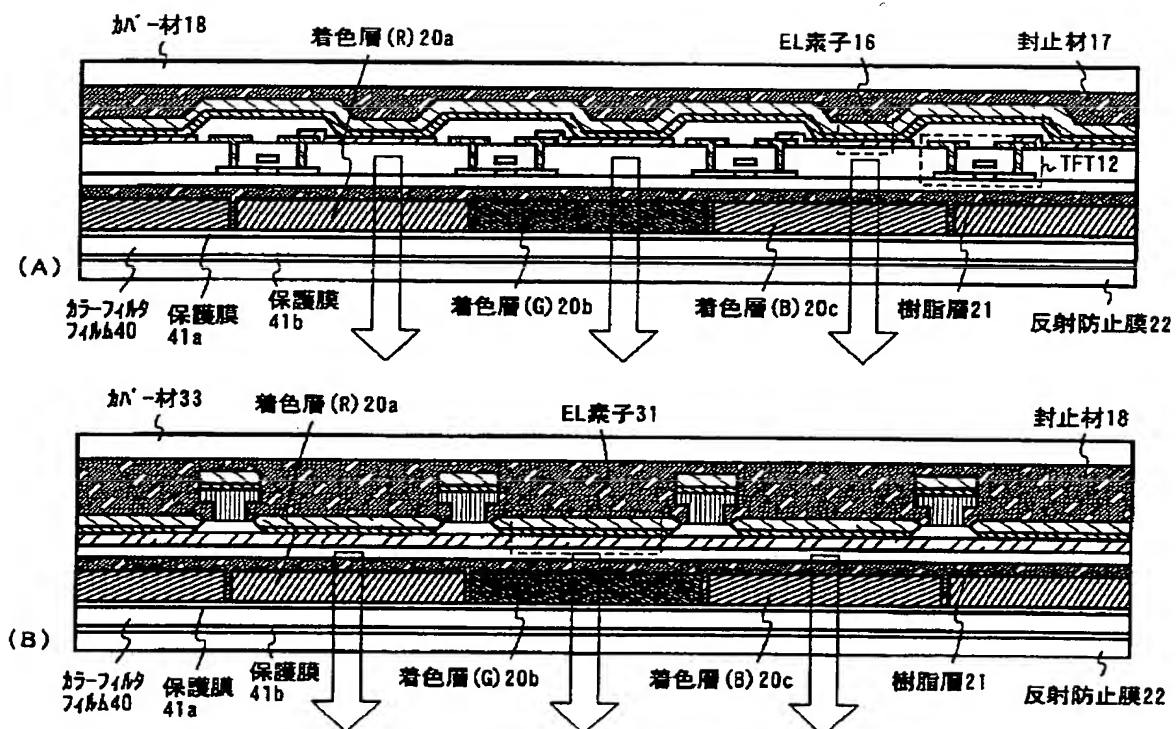 カバー材18
着色層(R)20a
EL素子16
封止材17
TFT12
(A)
カラーフィルタ
フィルム40
保護膜
41a
保護膜
41b
着色層(G)20b
着色層(B)20c
樹脂層21
反射防止膜22
カバー材33
着色層(R)20a
EL素子31
封止材18
(B)
カラーフィルタ
フィルム40
保護膜
41a
保護膜
41b
着色層(G)20b
着色層(B)20c
樹脂層21
反射防止膜22